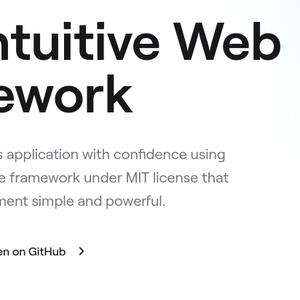 ntuitive Web
ework
s application with confidence using
e framework under MIT license that
ment simple and powerful.
en on GitHub